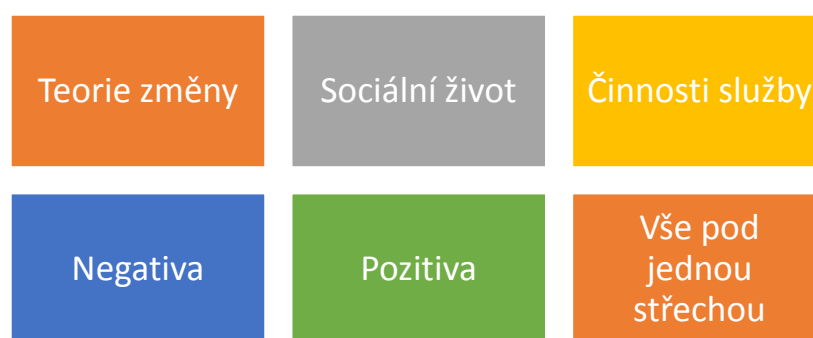 Teorie změny
Sociální život
Činnosti služby
Negativa
Pozitiva
Vše pod
jednou
střechou